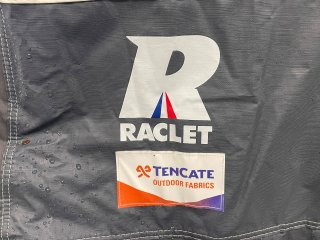 R
RACLET
TENCATE
OUTDOOR FABRICS